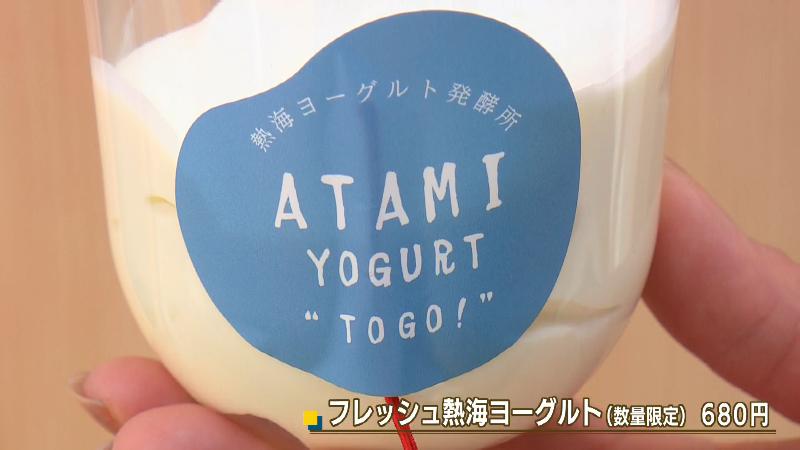 熱海ヨーグルト発酵所
ATAMI
YOGURT
“TOGO!”
フレッシュ熱海ヨーグルト(数量限定) 680円